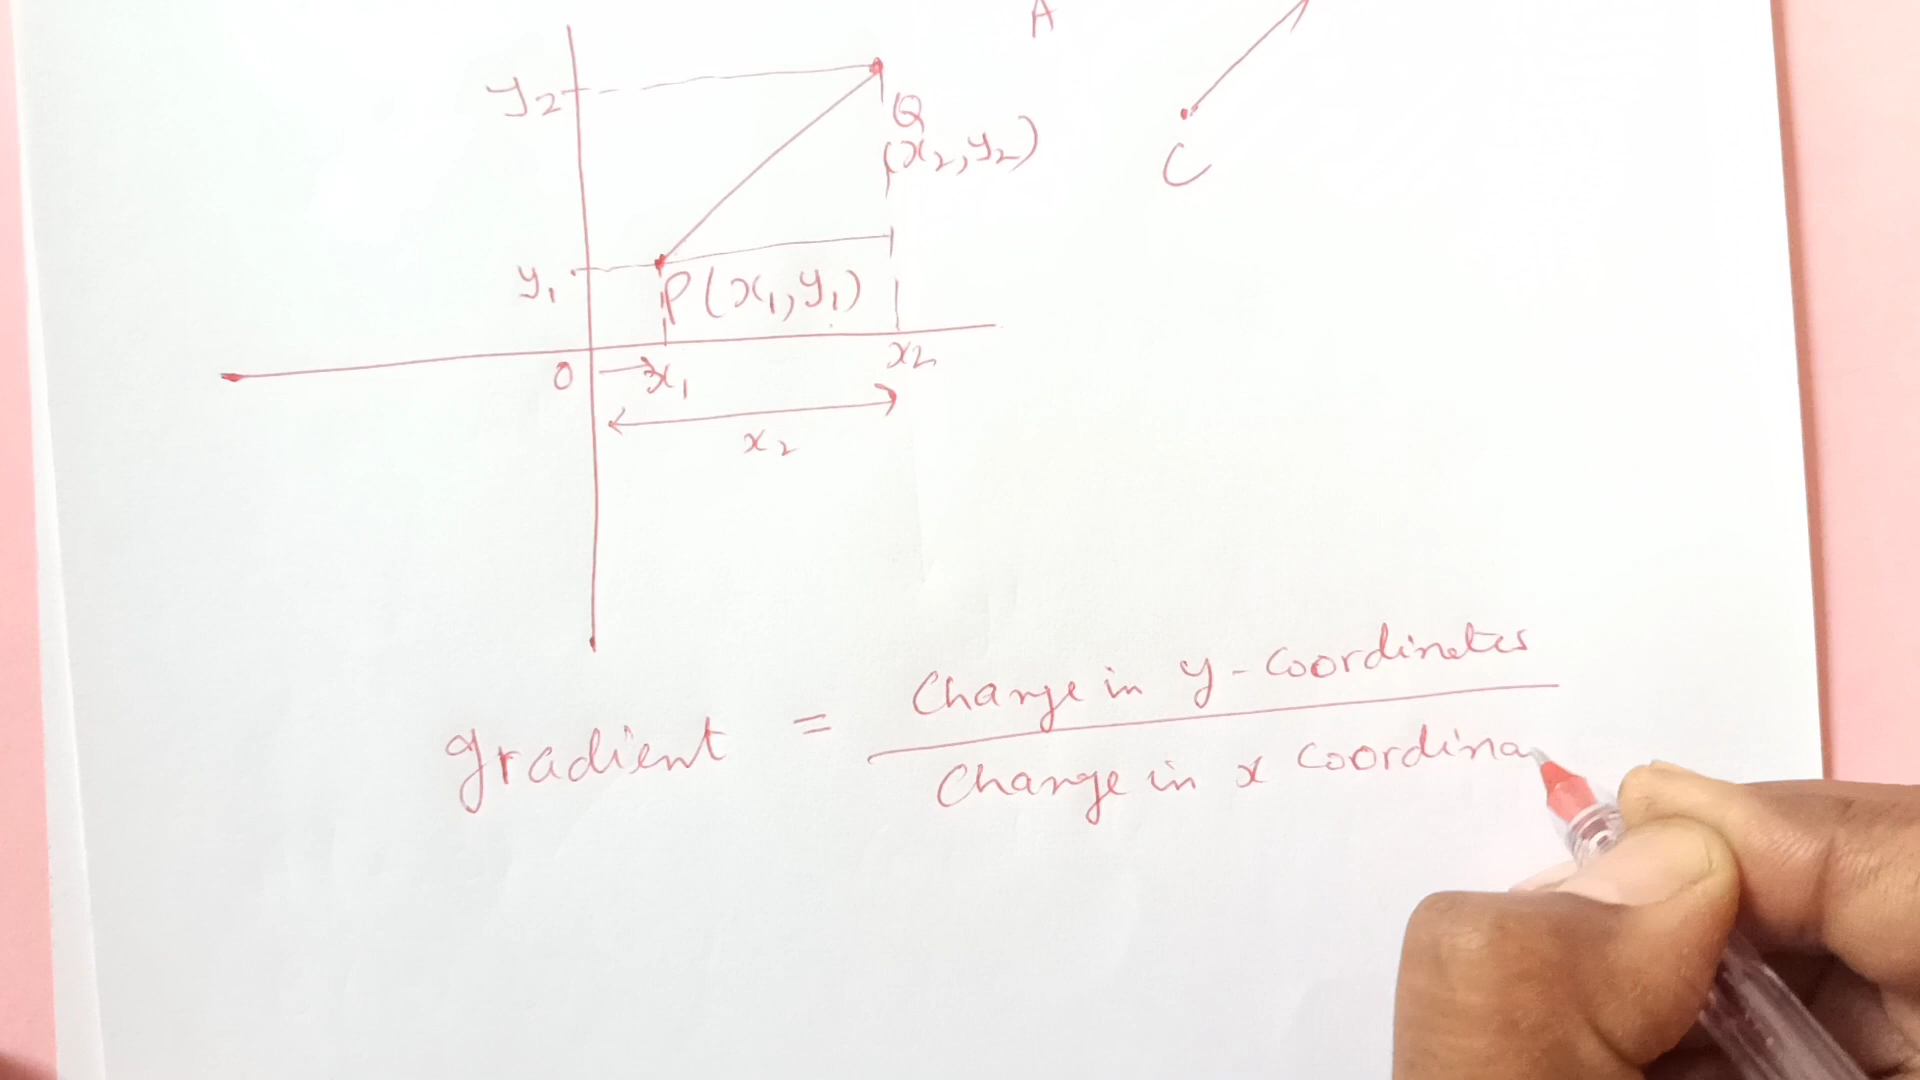 A
y2
Q
(x2, y2)
C
y1
P(x1, y1)
0
x1
x2
x2
gradient = Change in y - Coordinates
Change in x Coordina